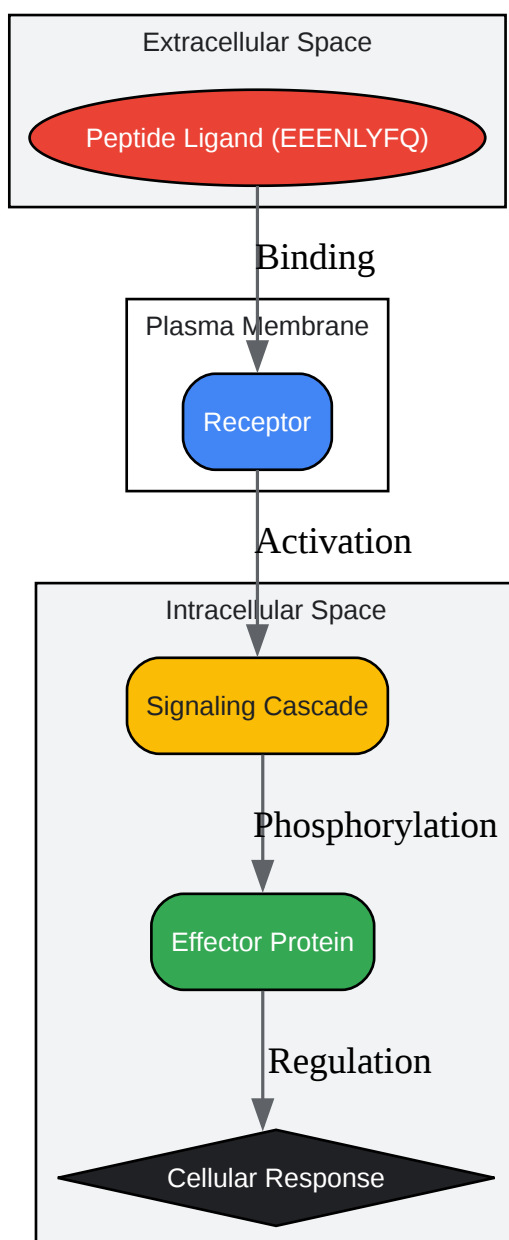 Extracellular Space
Peptide Ligand (EEENLYFQ)
Binding
Plasma Membrane
Receptor
Activation
Intracellular Space
Signaling Cascade
Phosphorylation
Effector Protein
Regulation
Cellular Response